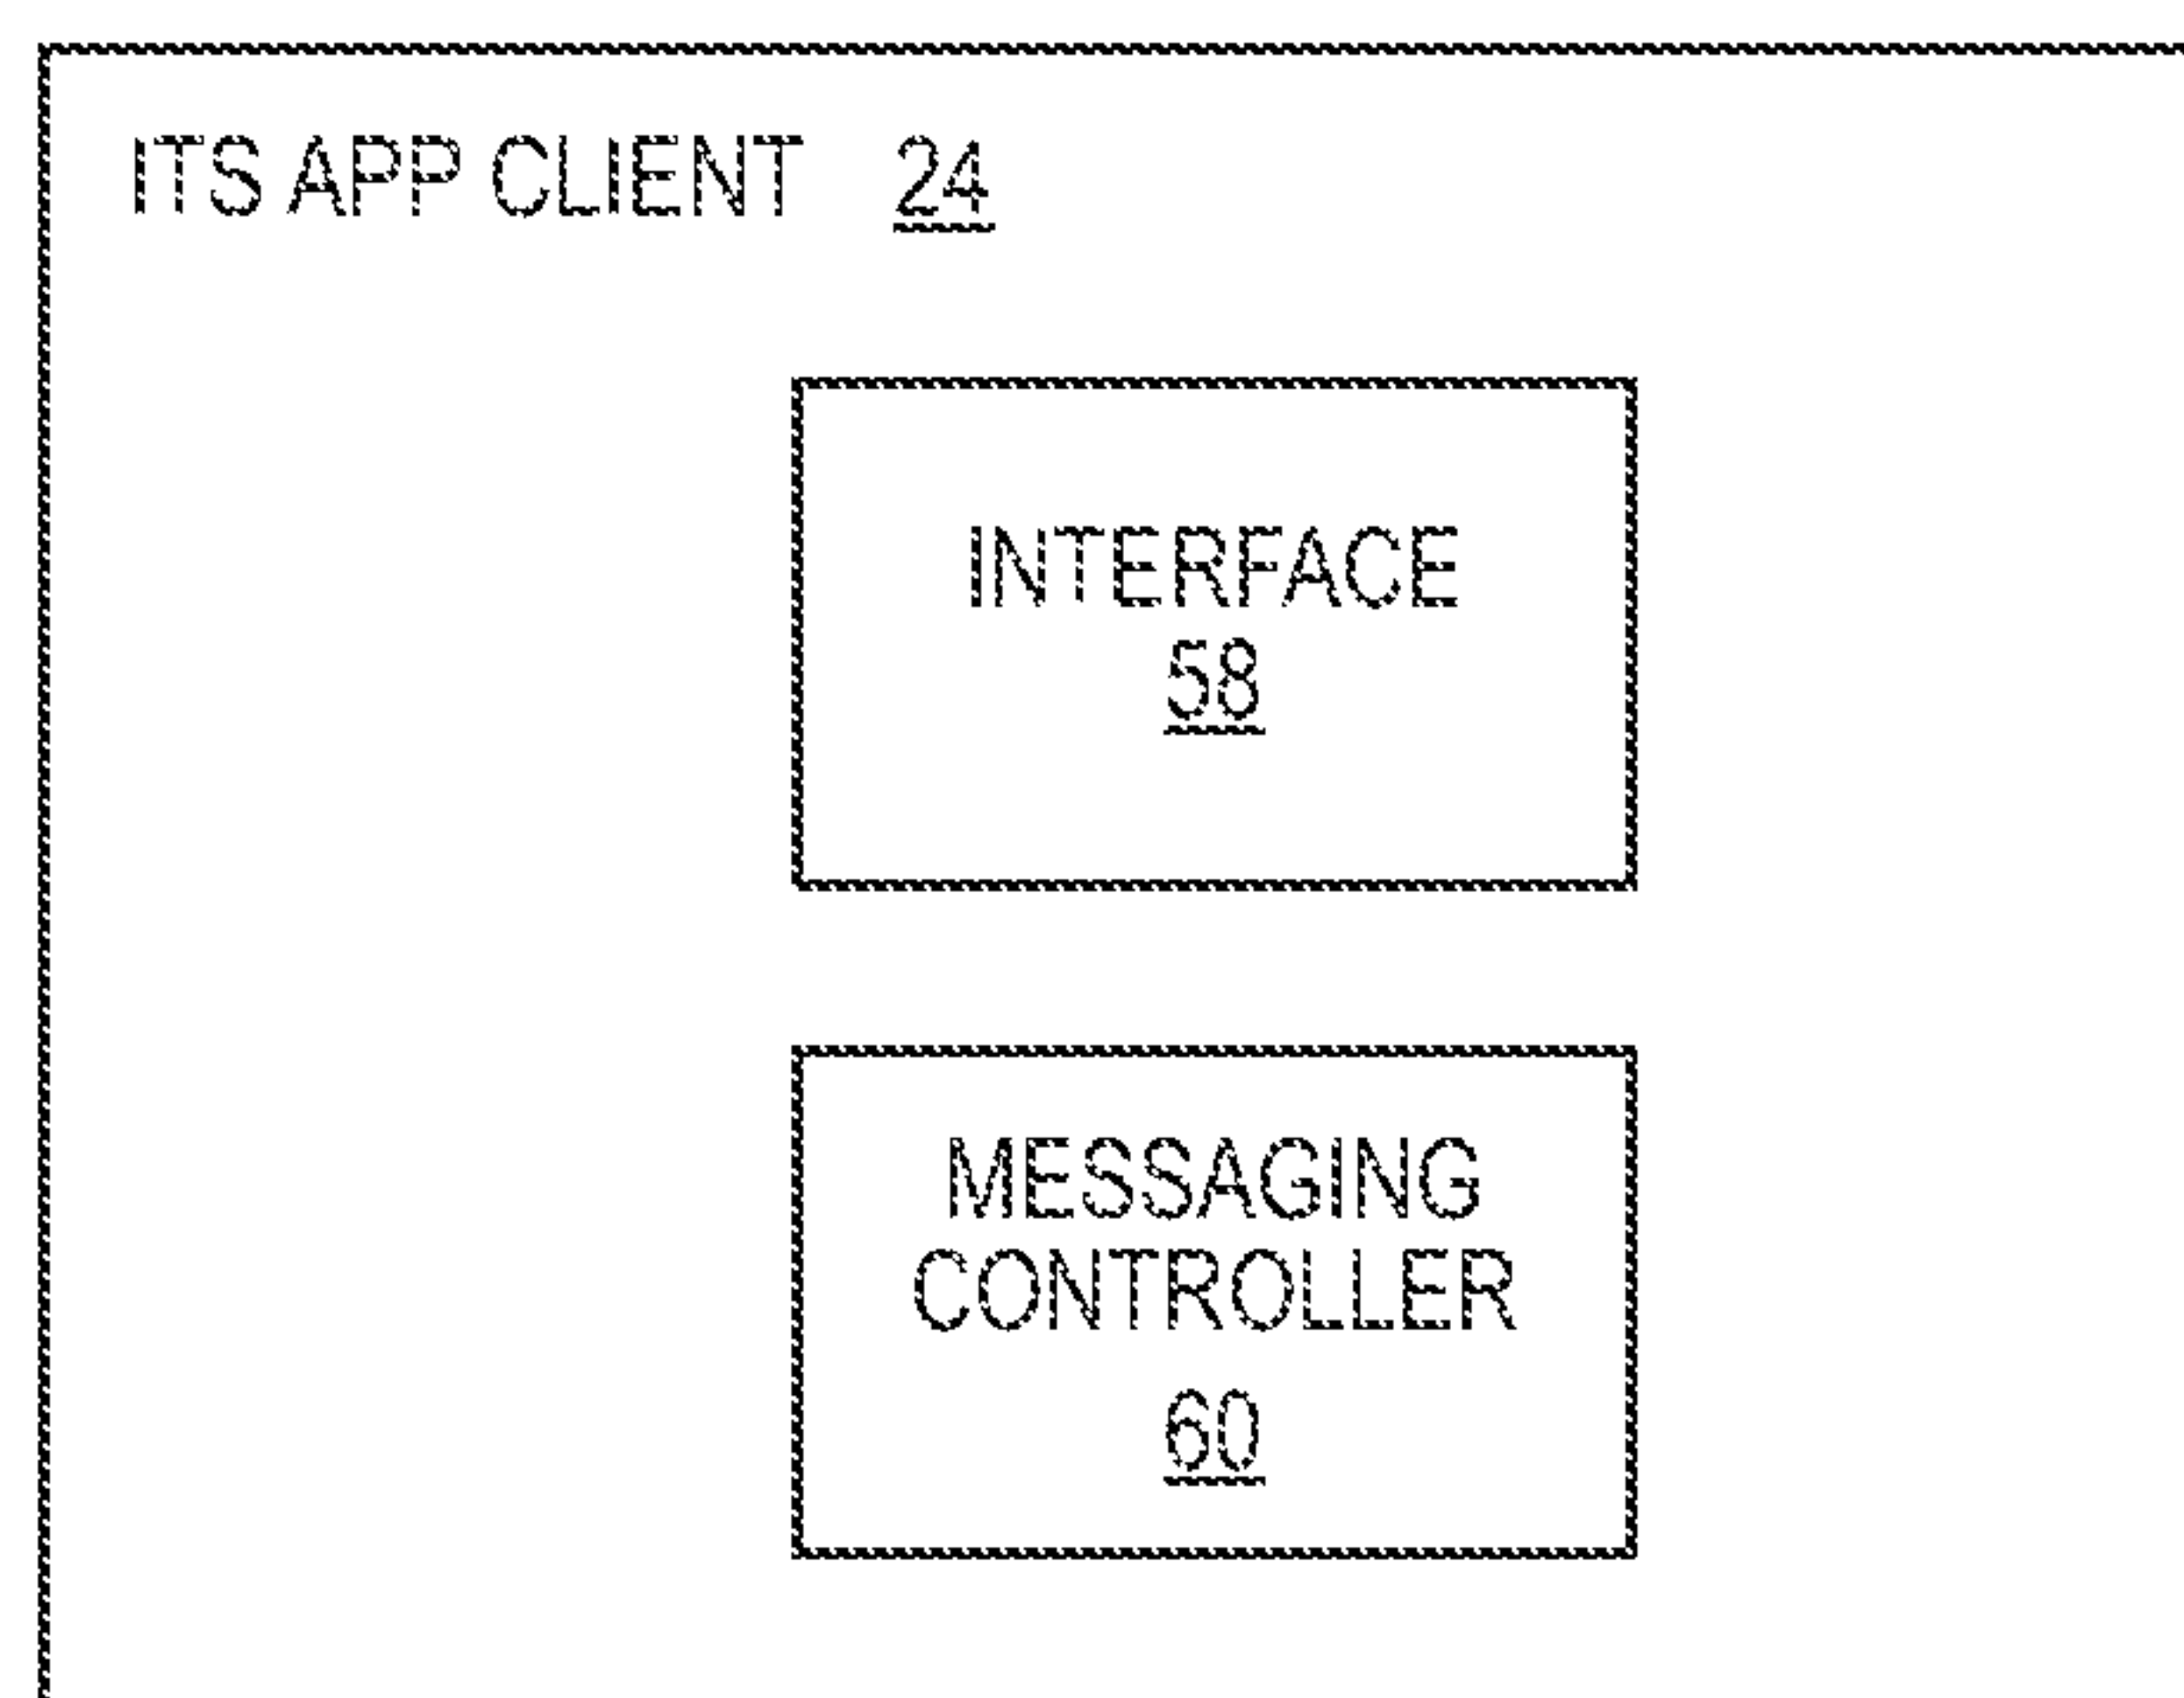 ITS APP CLIENT 24
INTERFACE
58
MESSAGING
CONTROLLER
60